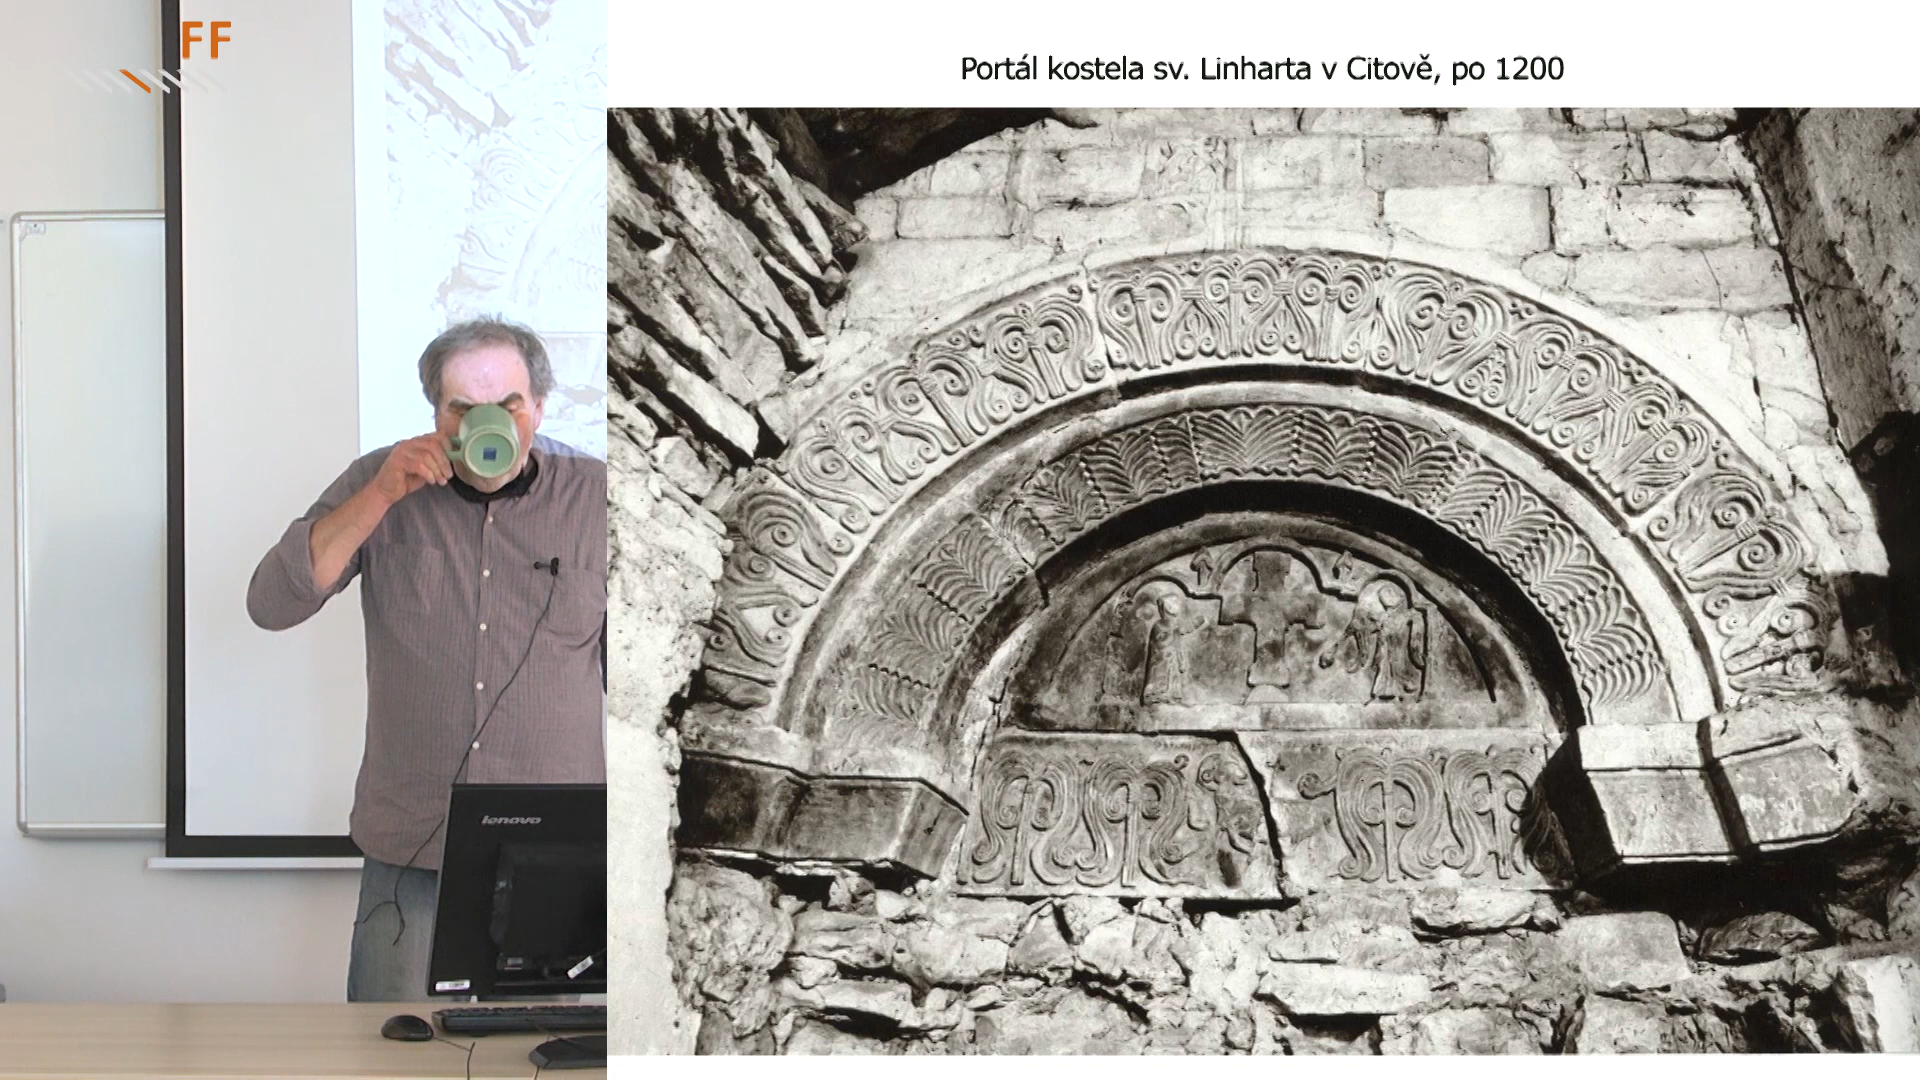 FF
Portál kostela sv. Linharta v Citově, po 1200
lenovo